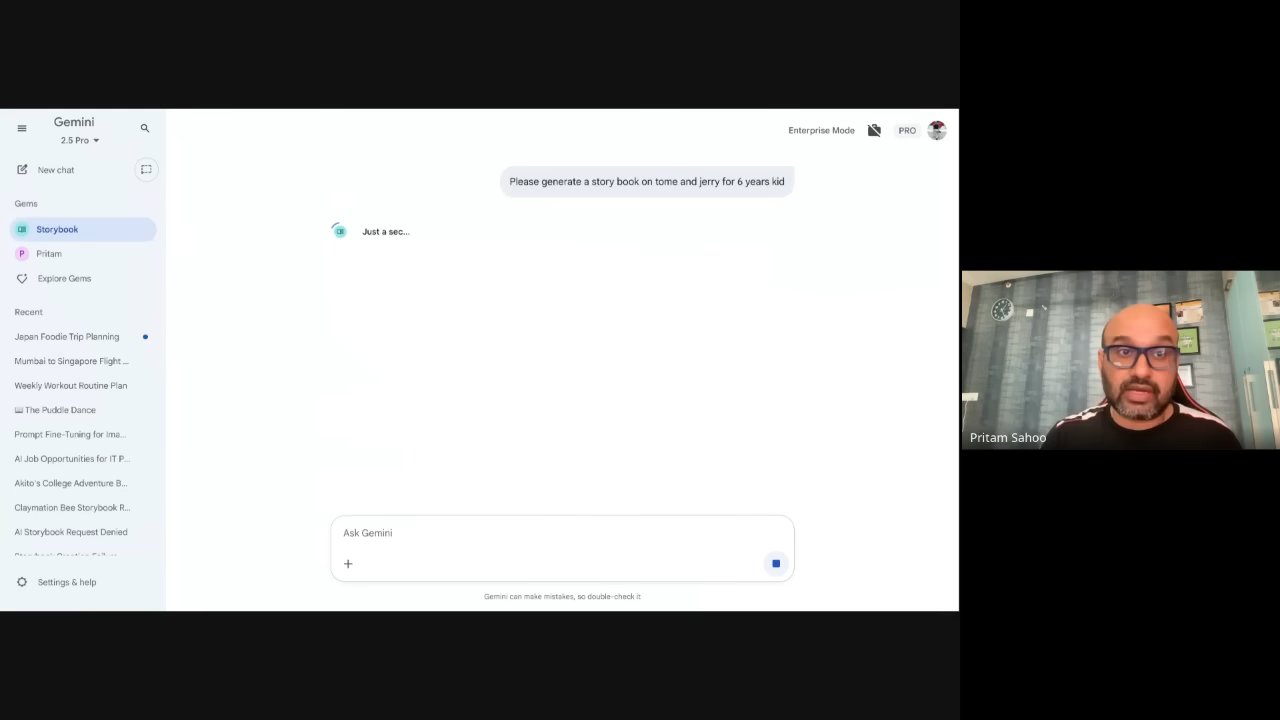 Gemini
2.5 Pro
New chat
Gems
Storybook
P Pritam
Explore Gems
Recent
Japan Foodie Trip Planning
Mumbai to Singapore Flight ...
Weekly Workout Routine Plan
The Puddle Dance
Prompt Fine-Tuning for Ima...
AI Job Opportunities for IT P...
Akito's College Adventure B...
Claymation Bee Storybook R...
AI Storybook Request Denied
Settings & help
Enterprise Mode
PRO
Please generate a story book on tome and jerry for 6 years kid
Just a sec...
Ask Gemini
Gemini can make mistakes, so double-check it
Pritam Sahoo